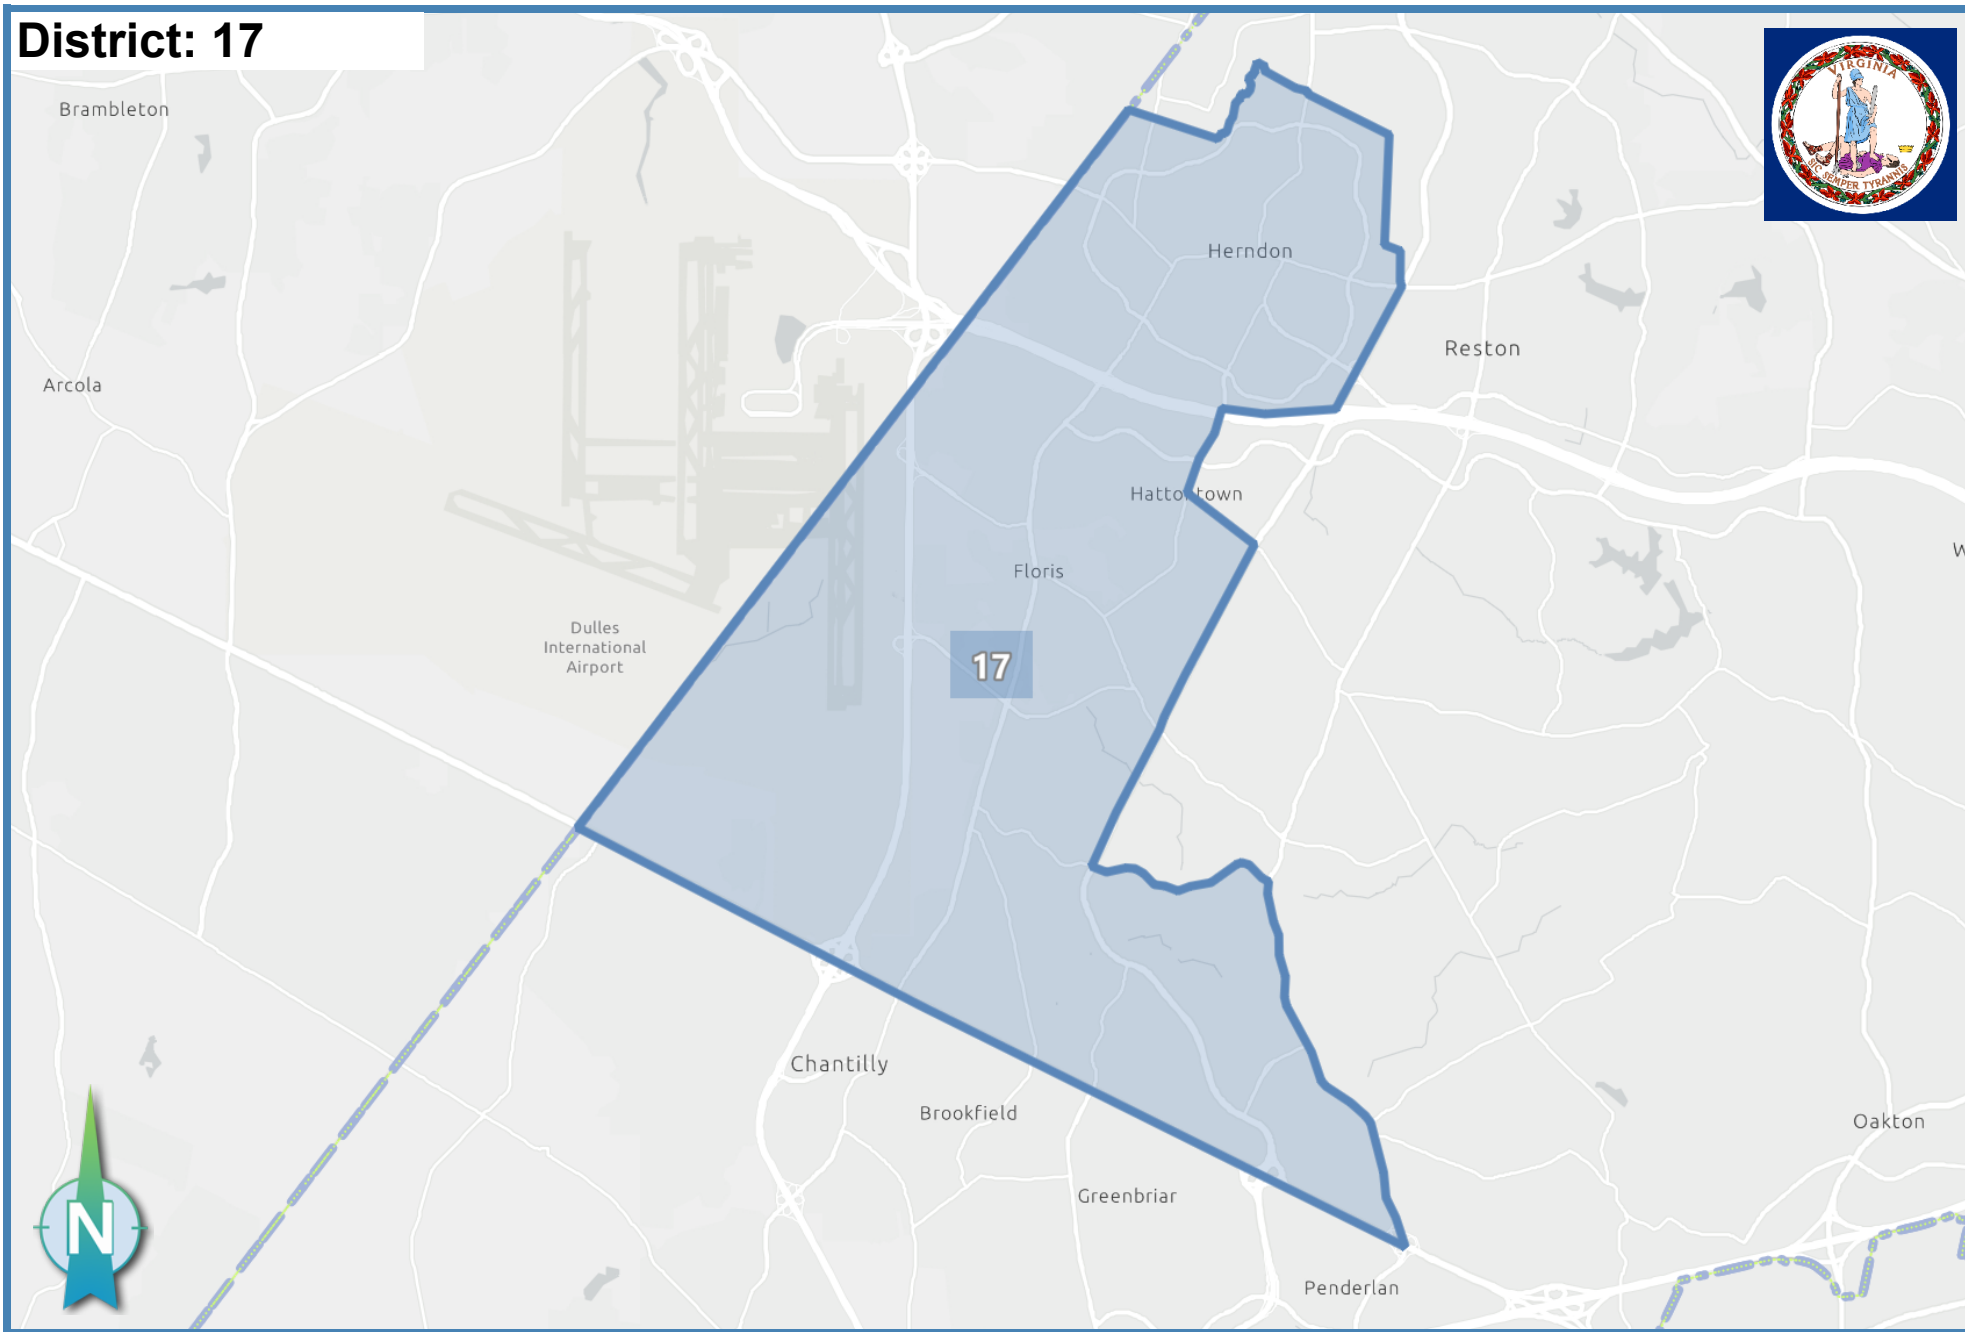 District: 17
VIRGINIA
SIC SEMPER TYRANNIS
Brambleton
Herndon
Reston
Arcola
Hattontown
W
Floris
Dulles
International
Airport
17
Chantilly
Brookfield
Oakton
Greenbriar
Penderlan
N